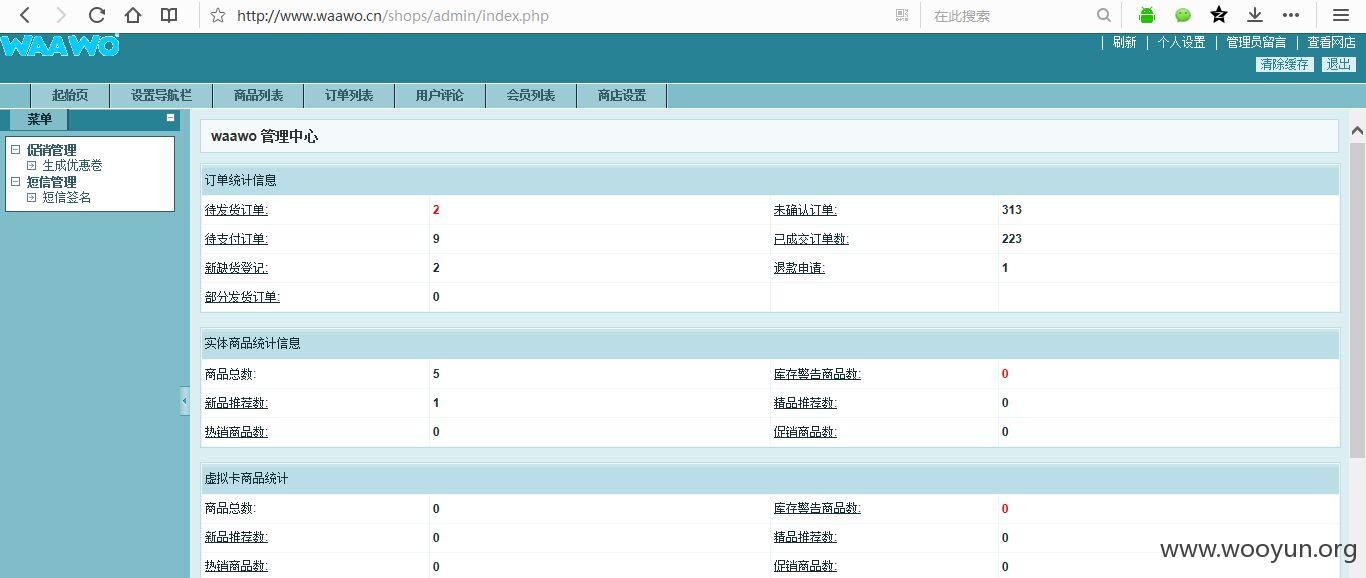 http://www.waawo.cn/shops/admin/index.php 在此搜索
WAAWO
刷新 个人设置 管理员留言 查看网店
清除缓存 退出
起始页 设置导航栏 商品列表 订单列表 用户评论 会员列表 商店设置
菜单
促销管理
生成优惠卷
短信管理
短信签名
waawo 管理中心
订单统计信息
待发货订单: 2 未确认订单: 313
待支付订单: 9 已成交订单数: 223
新缺货登记: 2 退款申请: 1
部分发货订单: 0
实体商品统计信息
商品总数: 5 库存警告商品数: 0
新品推荐数: 1 精品推荐数: 0
热销商品数: 0 促销商品数: 0
虚拟卡商品统计
商品总数: 0 库存警告商品数: 0
新品推荐数: 0 精品推荐数: 0
热销商品数: 0 促销商品数: 0
www.wooyun.org